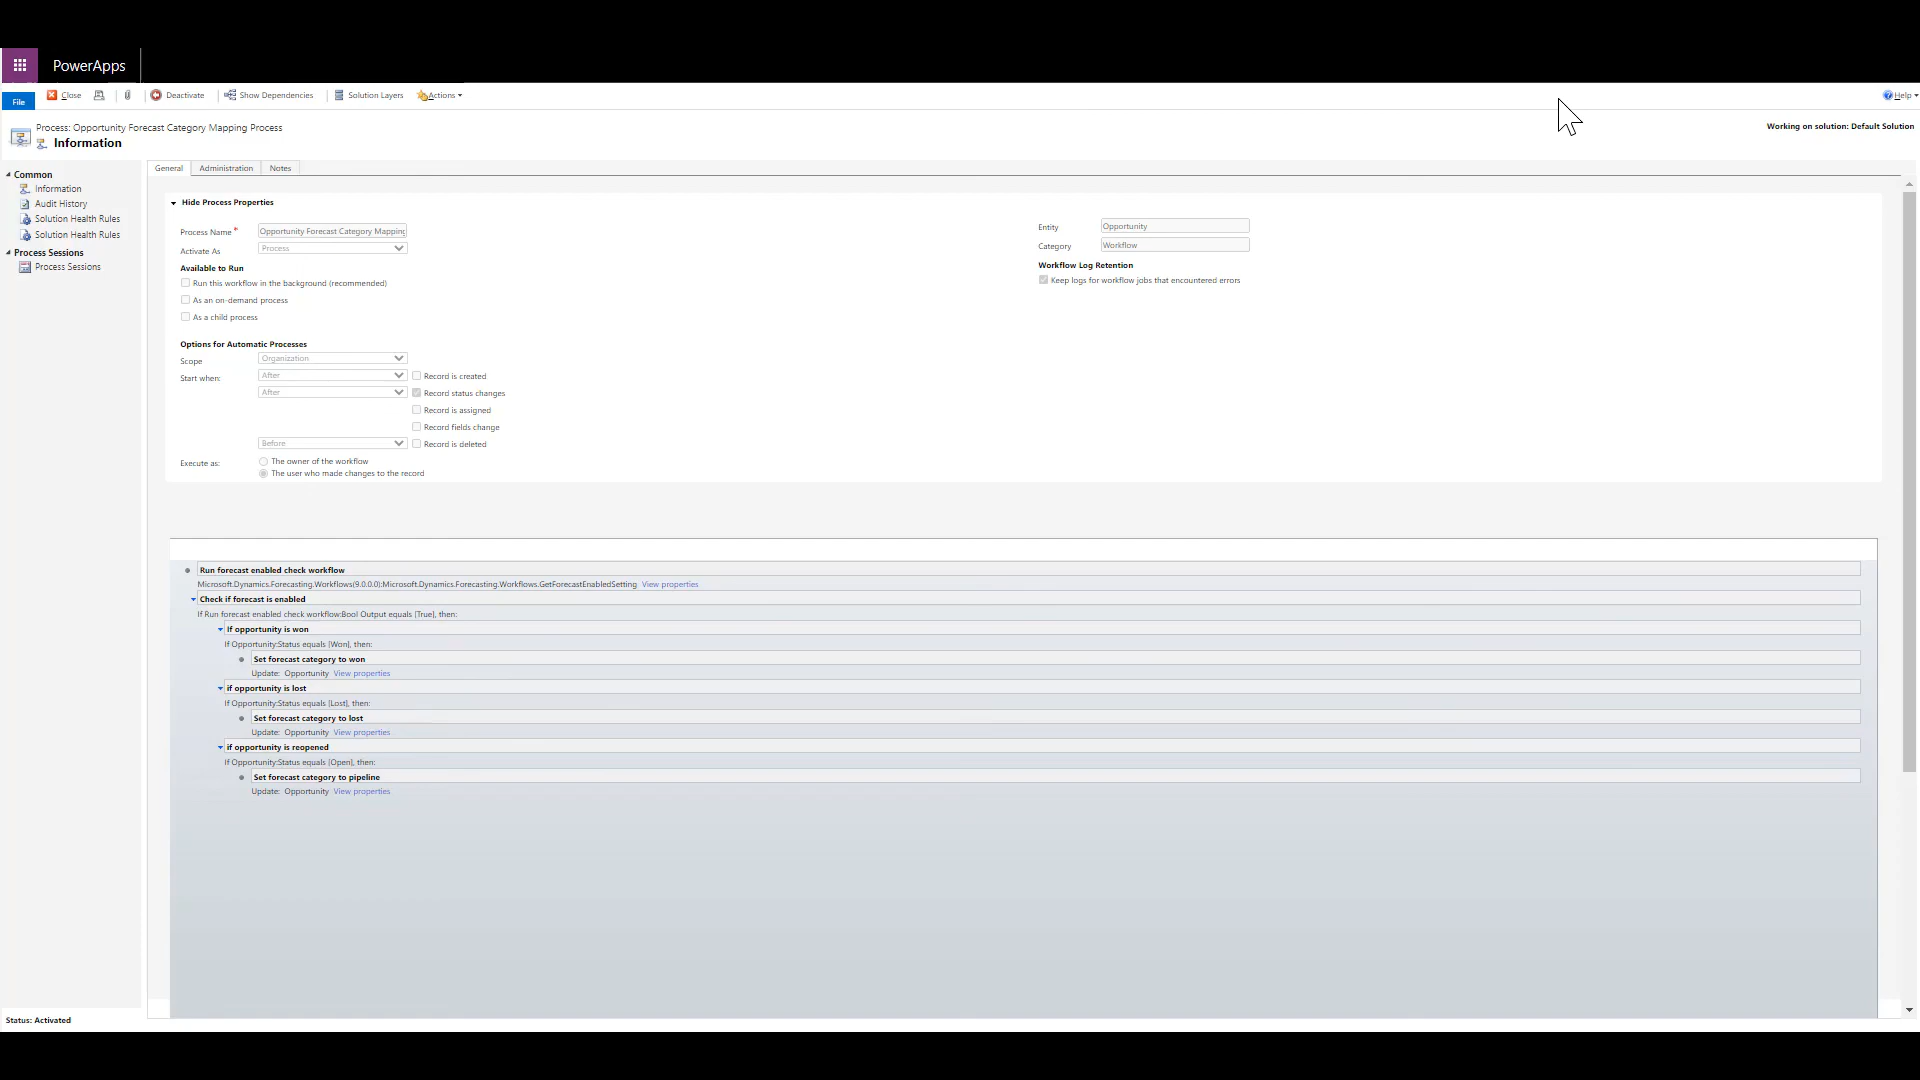 PowerApps
File
Close
Deactivate
Show Dependencies
Solution Layers
Actions
Help
Process: Opportunity Forecast Category Mapping Process
Information
Working on solution: Default Solution
Common
Information
Audit History
Solution Health Rules
Solution Health Rules
Process Sessions
Process Sessions
General
Administration
Notes
Hide Process Properties
Process Name *
Opportunity Forecast Category Mapping
Activate As
Process
Available to Run
Run this workflow in the background (recommended)
As an on-demand process
As a child process
Entity
Opportunity
Category
Workflow
Workflow Log Retention
Keep logs for workflow jobs that encountered errors
Options for Automatic Processes
Scope
Organization
Start when:
After
Record is created
After
Record status changes
Record is assigned
Record fields change
Before
Record is deleted
Execute as:
The owner of the workflow
The user who made changes to the record
Run forecast enabled check workflow
Microsoft.Dynamics.Forecasting.Workflows(9.0.0.0):Microsoft.Dynamics.Forecasting.Workflows.GetForecastEnabledSetting View properties
Check if forecast is enabled
If Run forecast enabled check workflow:Bool Output equals [True], then:
If opportunity is won
If Opportunity:Status equals [Won], then:
Set forecast category to won
Update: Opportunity View properties
if opportunity is lost
If Opportunity:Status equals [Lost], then:
Set forecast category to lost
Update: Opportunity View properties
if opportunity is reopened
If Opportunity:Status equals [Open], then:
Set forecast category to pipeline
Update: Opportunity View properties
Status: Activated